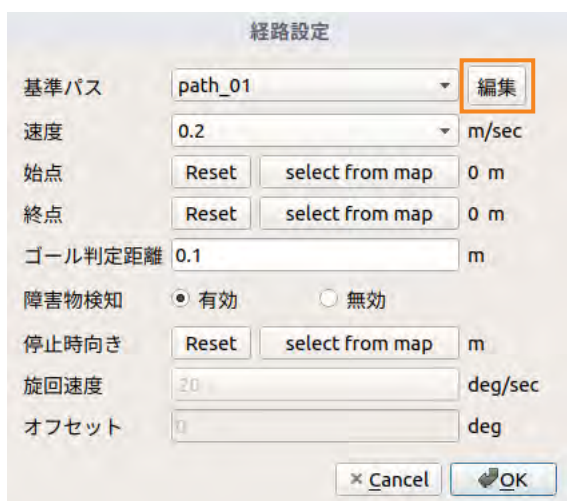 経路設定
基準パス path_01 編集
速度 0.2 m/sec
始点 Reset select from map 0 m
終点 Reset select from map 0 m
ゴール判定距離 0.1 m
障害物検知 有効 無効
停止時向き Reset select from map m
旋回速度 20 deg/sec
オフセット 0 deg
Cancel OK